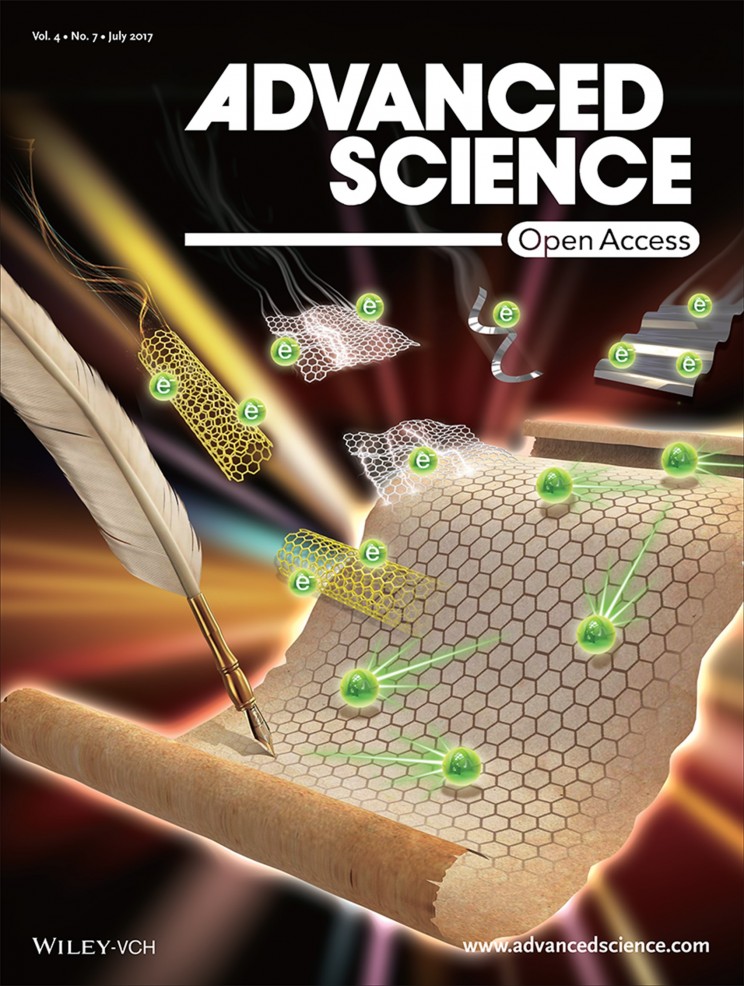 Vol. 4 • No. 7 • July 2017
ADVANCED
SCIENCE
Open Access
e-
e-
e-
e-
e-
e-
e-
e-
e-
e-
e-
WILEY-VCH
www.advancedscience.com